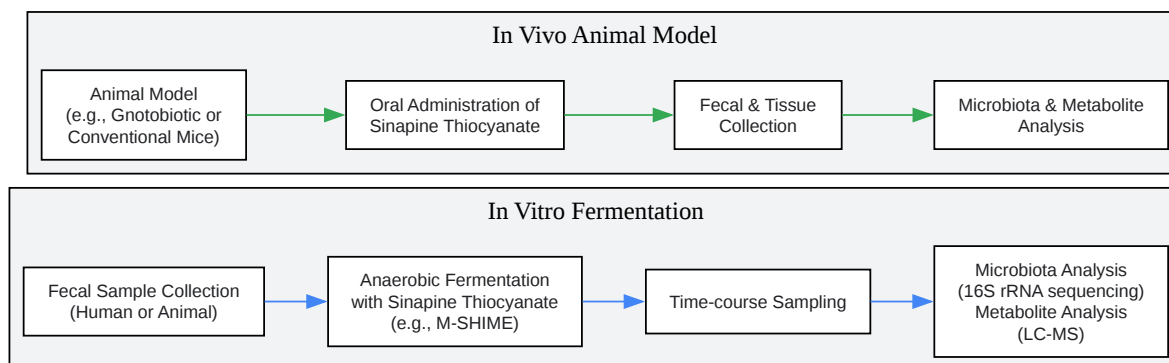 In Vivo Animal Model
Animal Model
(e.g., Gnotobiotic or
Conventional Mice)
Oral Administration of
Sinapine Thiocyanate
Fecal & Tissue
Collection
Microbiota & Metabolite
Analysis
In Vitro Fermentation
Fecal Sample Collection
(Human or Animal)
Anaerobic Fermentation
with Sinapine Thiocyanate
(e.g., M-SHIME)
Time-course Sampling
Microbiota Analysis
(16S rRNA sequencing)
Metabolite Analysis
(LC-MS)